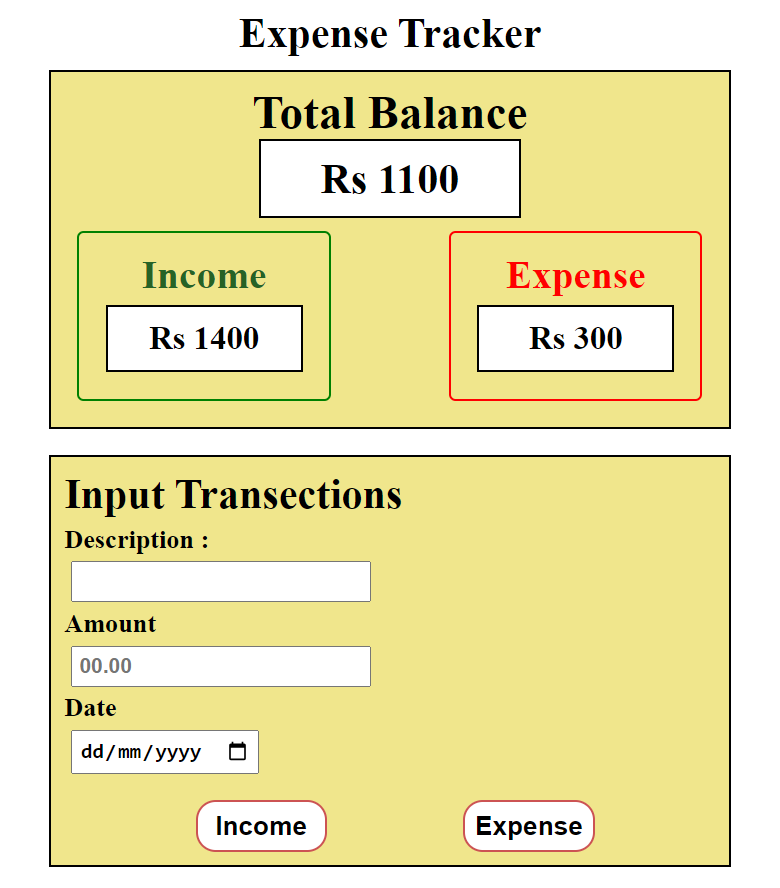 Expense Tracker
Total Balance
Rs 1100
Income
Rs 1400
Expense
Rs 300
Input Transections
Description :
Amount
00.00
Date
dd/mm/yyyy
Income
Expense